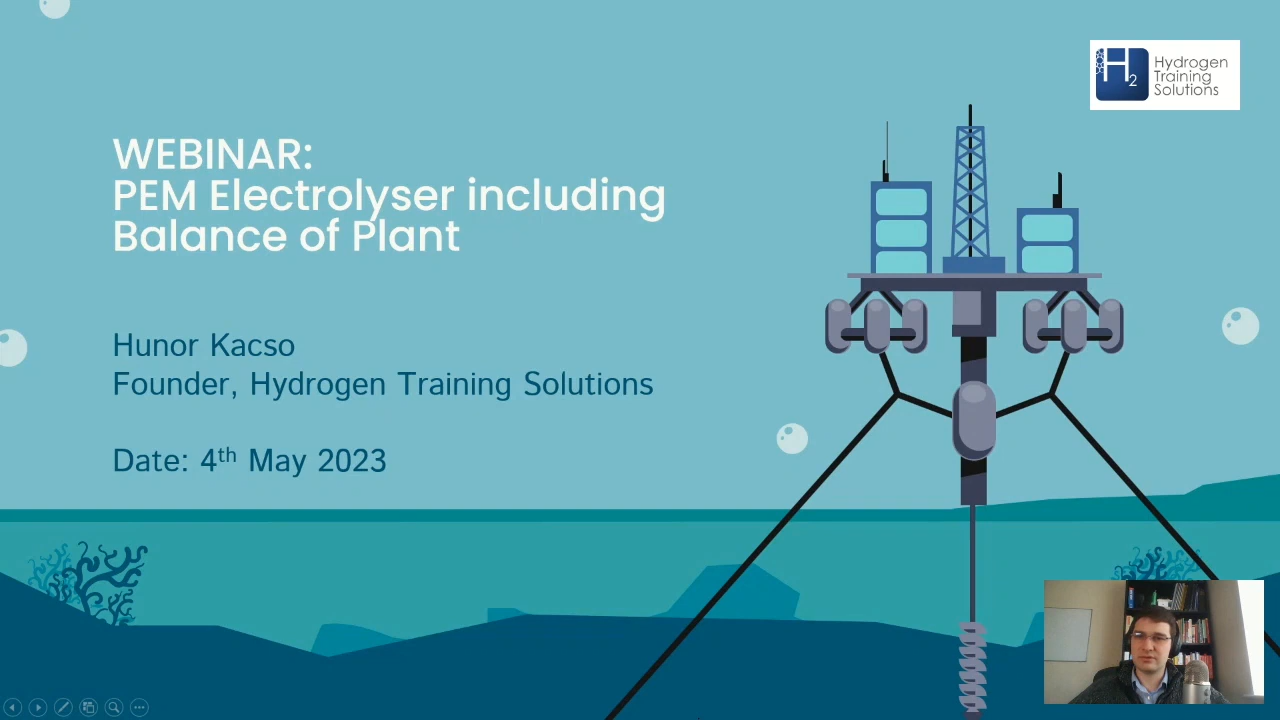 H2
Hydrogen
Training
Solutions
WEBINAR:
PEM Electrolyser including
Balance of Plant
Hunor Kacso
Founder, Hydrogen Training Solutions
Date: 4th May 2023